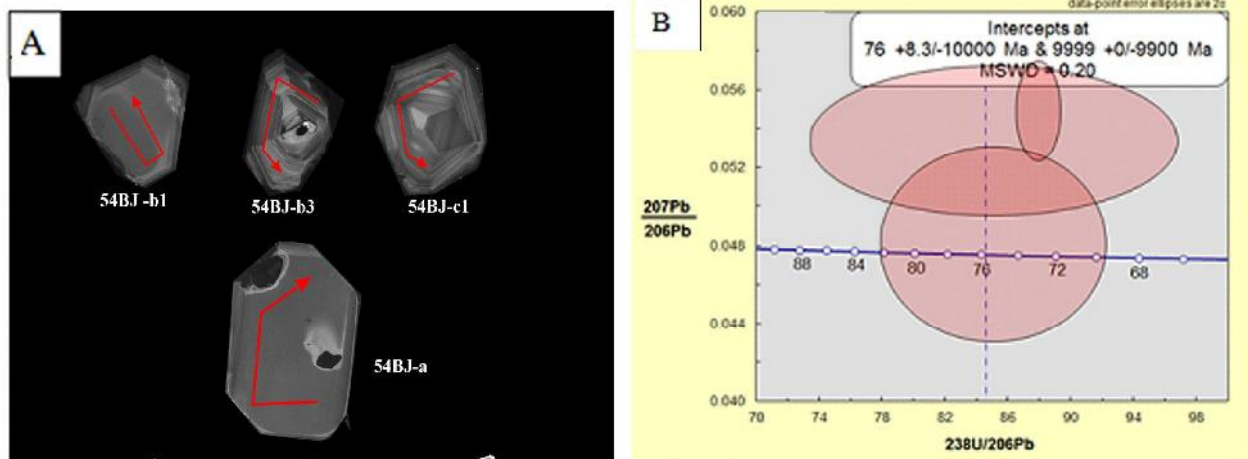 A
54BJ -b1
54BJ-b3
54BJ-c1
54BJ-a
B
data-point error ellipses are 2σ
Intercepts at
76 +8.3/-10000 Ma & 9999 +0/-9900 Ma
MSWD = 0.20
0.060
0.056
0.052
0.048
0.044
0.040
207Pb
206Pb
88
84
80
76
72
68
70
74
78
82
86
90
94
98
238U/206Pb